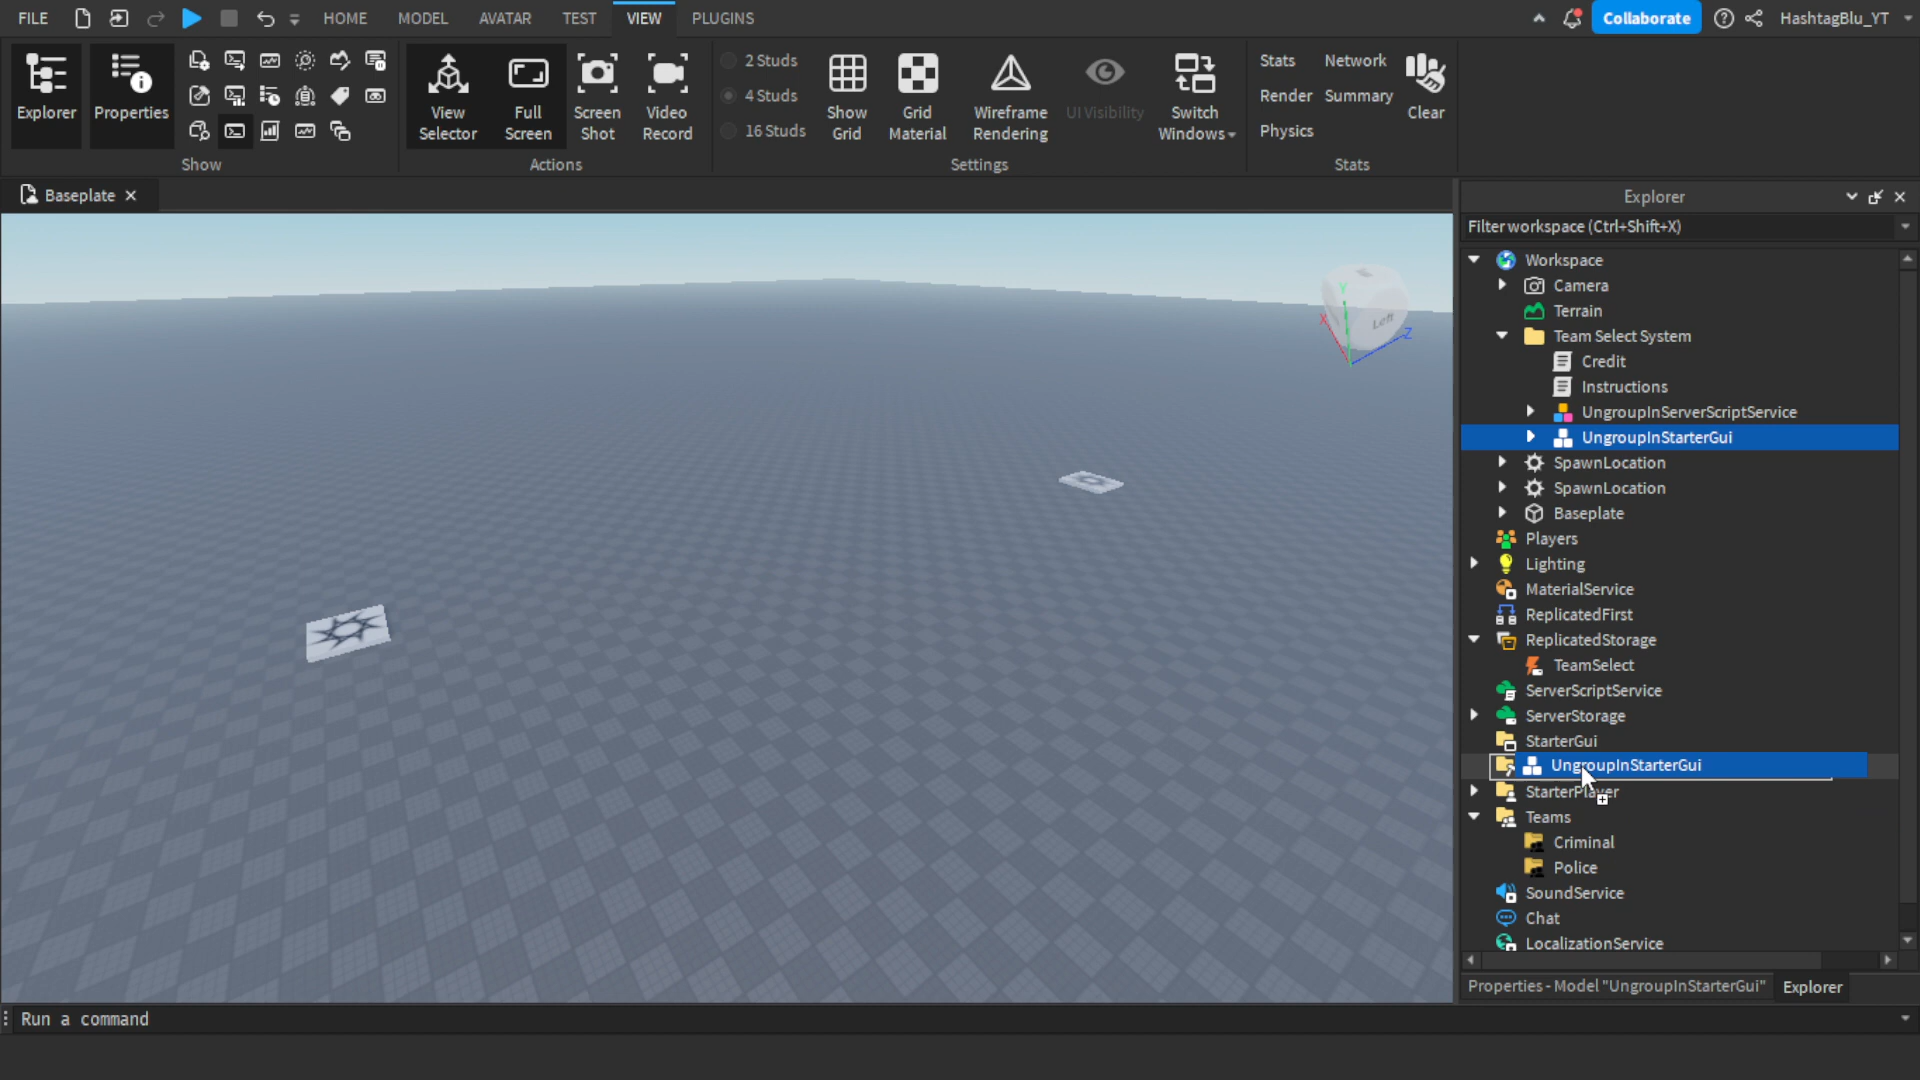 FILE HOME MODEL AVATAR TEST VIEW PLUGINS Collaborate HashtagBlu_YT
Explorer
Properties
Show
View Selector
Full Screen
Screen Shot
Video Record
Actions
2 Studs
4 Studs
16 Studs
Show Grid
Grid Material
Wireframe Rendering
UI Visibility
Switch Windows
Settings
Stats Network
Render Summary
Physics
Clear
Stats
Baseplate
Left
X
Y
Z
Explorer
Filter workspace (Ctrl+Shift+X)
Workspace
Camera
Terrain
Team Select System
Credit
Instructions
UngroupInServerScriptService
UngroupInStarterGui
SpawnLocation
SpawnLocation
Baseplate
Players
Lighting
MaterialService
ReplicatedFirst
ReplicatedStorage
TeamSelect
ServerScriptService
ServerStorage
StarterGui
UngroupInStarterGui
StarterPlayer
Teams
Criminal
Police
SoundService
Chat
LocalizationService
Properties - Model "UngroupInStarterGui" Explorer
Run a command